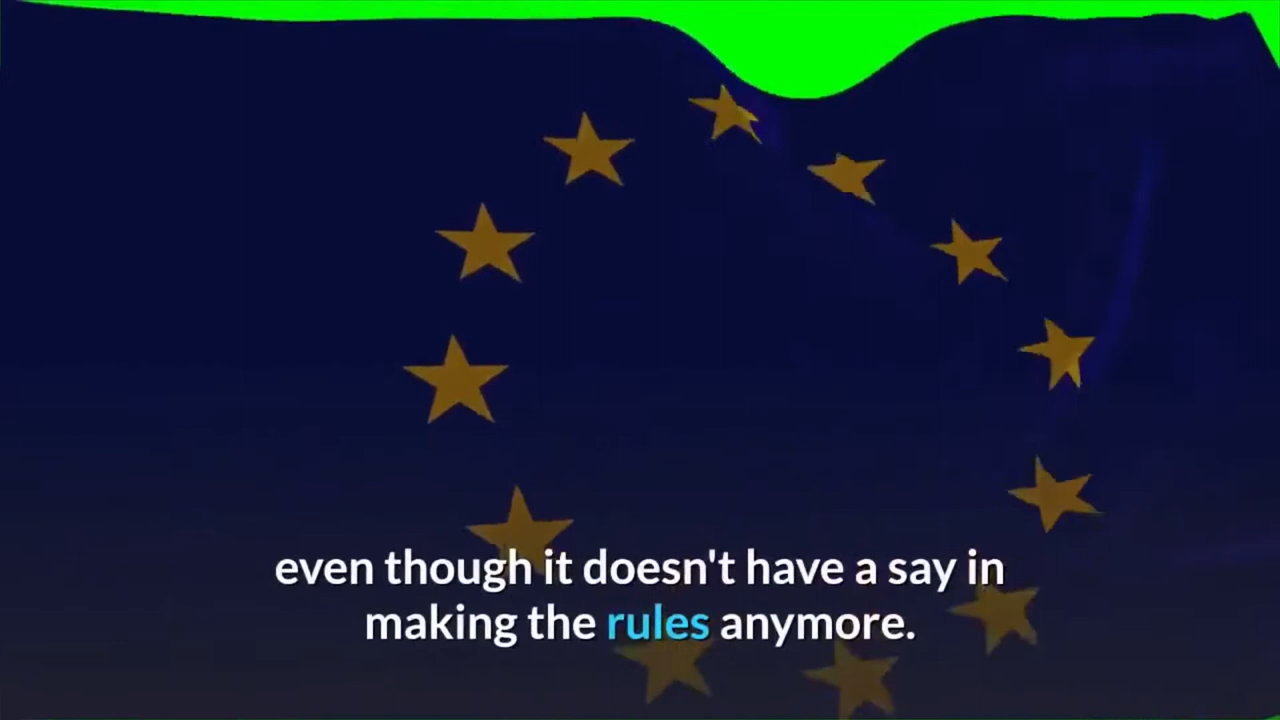 even though it doesn't have a say in
making the rules anymore.